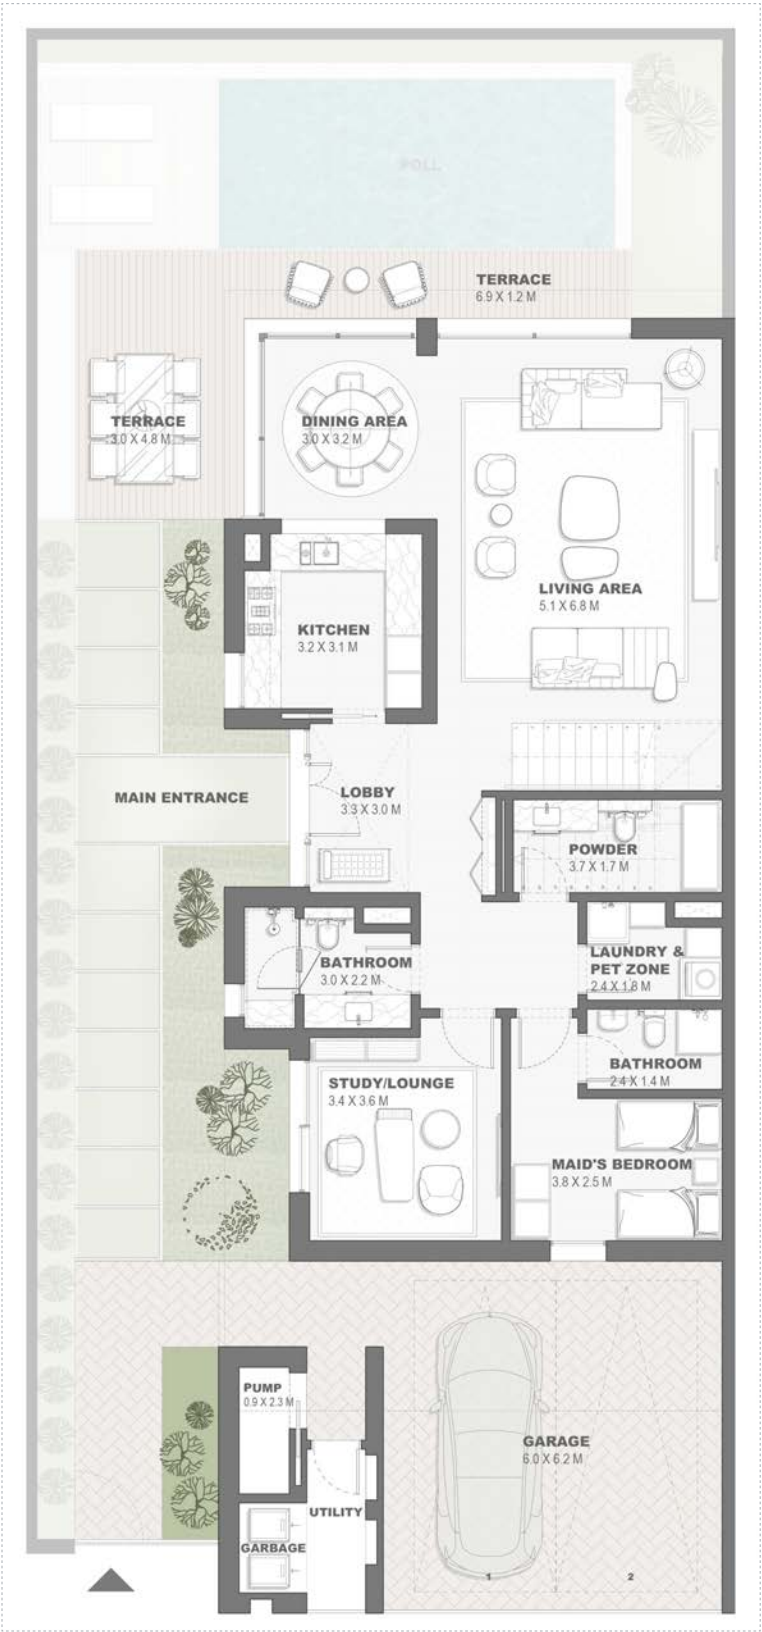 POLL
TERRACE
6.9 X 1.2 M
TERRACE
3.0 X 4.8 M
DINING AREA
3.0 X 3.2 M
LIVING AREA
5.1 X 6.8 M
KITCHEN
3.2 X 3.1 M
MAIN ENTRANCE
LOBBY
3.3 X 3.0 M
POWDER
3.7 X 1.7 M
BATHROOM
3.0 X 2.2 M
LAUNDRY &
PET ZONE
2.4 X 1.8 M
BATHROOM
2.4 X 1.4 M
STUDY/LOUNGE
3.4 X 3.6 M
MAID'S BEDROOM
3.8 X 2.5 M
PUMP
0.9 X 2.3 M
GARAGE
6.0 X 6.2 M
UTILITY
GARBAGE
1
2